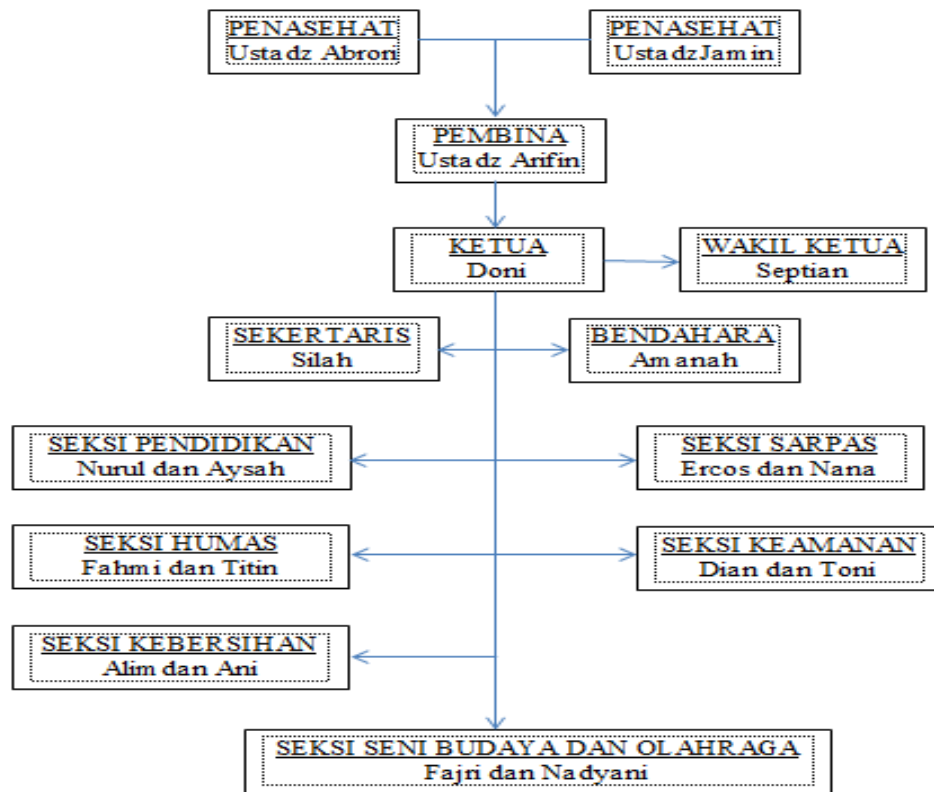 PENASEHAT
Ustadz Abrori
PENASEHAT
UstadzJamin
PEMBINA
Ustadz Arifin
KETUA
Doni
WAKIL KETUA
Septian
SEKERTARIS
Silah
BENDAHARA
Amanah
SEKSI PENDIDIKAN
Nurul dan Aysah
SEKSI SARPAS
Ercos dan Nana
SEKSI HUMAS
Fahmi dan Titin
SEKSI KEAMANAN
Dian dan Toni
SEKSI KEBERSIHAN
Alim dan Ani
SEKSI SENI BUDAYA DAN OLAHRAGA
Fajri dan Nadyani